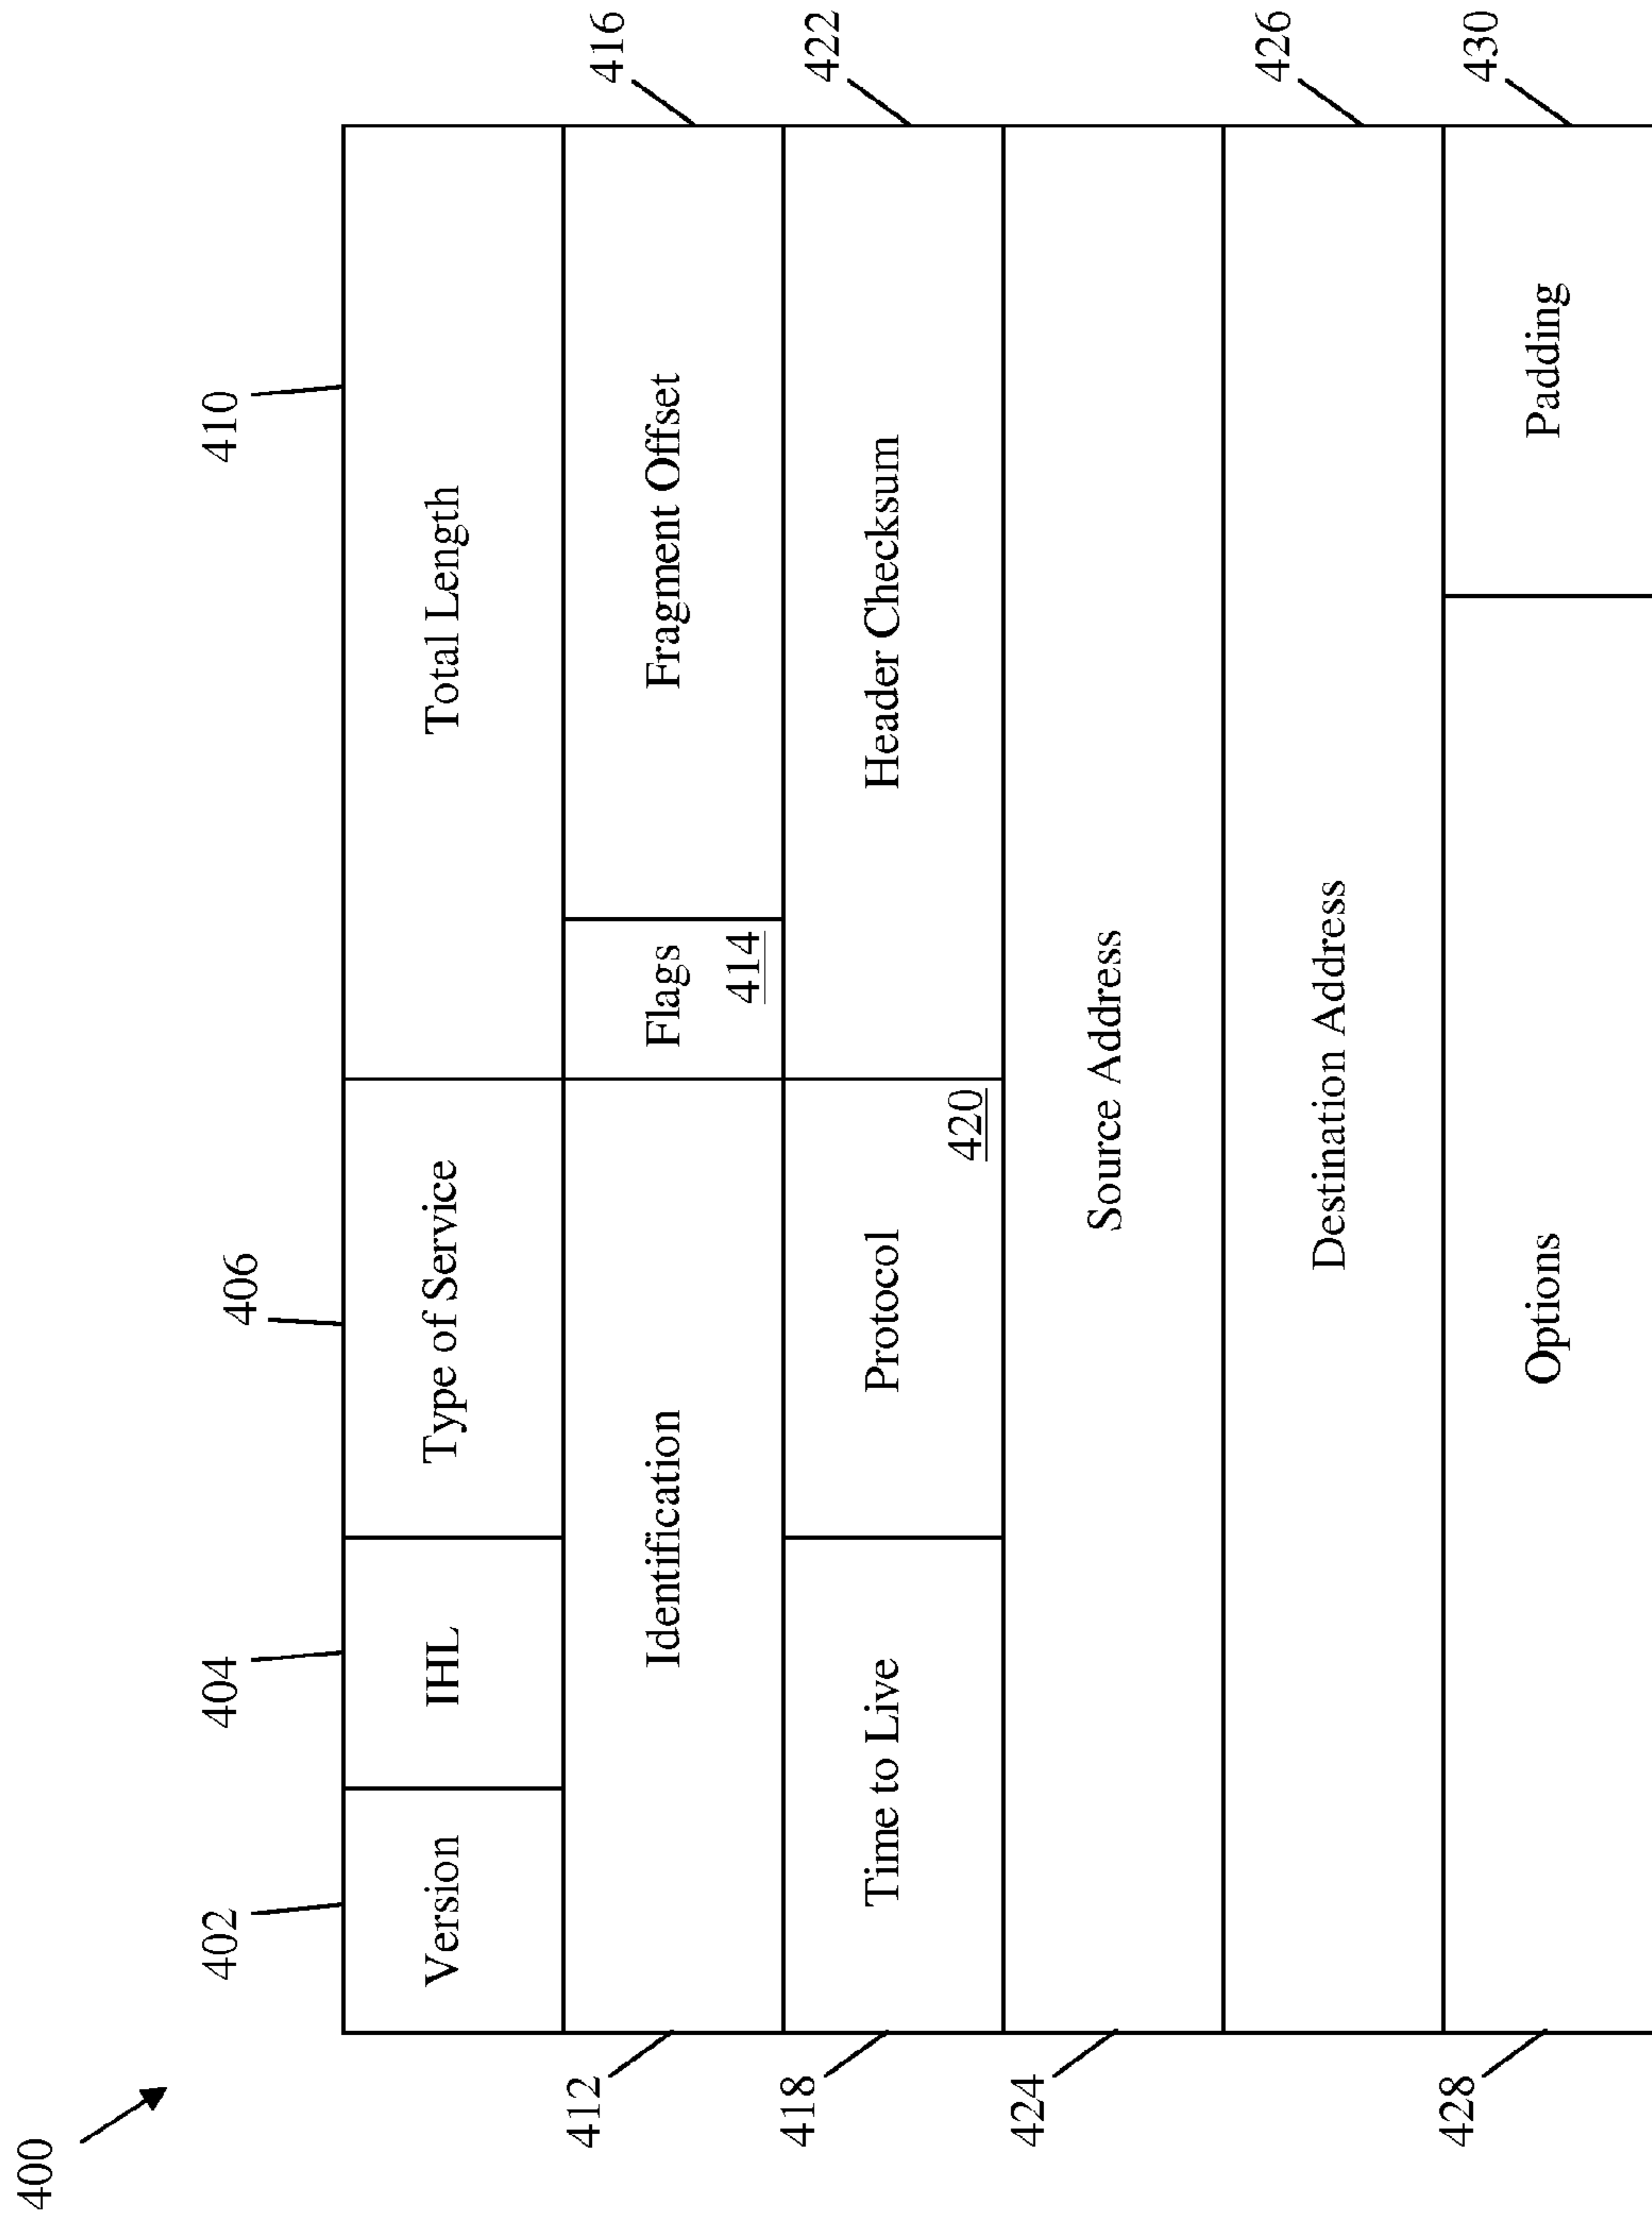 400
402
404
406
410
Version
IHL
Type of Service
Total Length
412
Identification
Flags
414
Fragment Offset
416
418
Time to Live
Protocol
420
Header Checksum
422
424
Source Address
Destination Address
426
428
Options
Padding
430